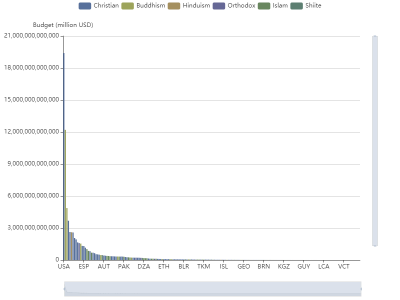 Christian Buddhism Hinduism Orthodox Islam Shiite
Budget (million USD)
21,000,000,000,000
18,000,000,000,000
15,000,000,000,000
12,000,000,000,000
9,000,000,000,000
6,000,000,000,000
3,000,000,000,000
0
USA ESP AUT PAK DZA ETH BLR TKM ISL GEO BRN KGZ GUY LCA VCT